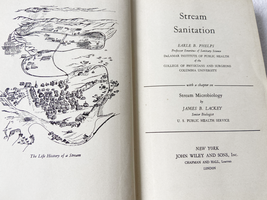 The Life History of a Stream
Stream
Sanitation
EARLE B. PHELPS
Professor Emeritus of Sanitary Science
DELAMAR INSTITUTE OF PUBLIC HEALTH
of the
COLLEGE OF PHYSICIANS AND SURGEONS
COLUMBIA UNIVERSITY
with a chapter on
Stream Microbiology
by
JAMES B. LACKEY
Senior Biologist
U. S. PUBLIC HEALTH SERVICE
NEW YORK
JOHN WILEY AND SONS, Inc.
CHAPMAN AND HALL, Limited
LONDON